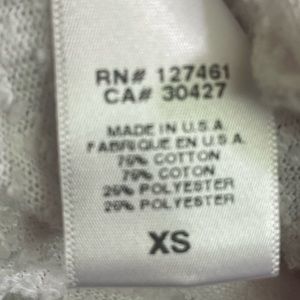 RN# 127461
CA# 30427
MADE IN U.S.A.
FABRIQUE EN U.S.A.
75% COTTON
75% COTON
25% POLYESTER
25% POLYESTER
XS